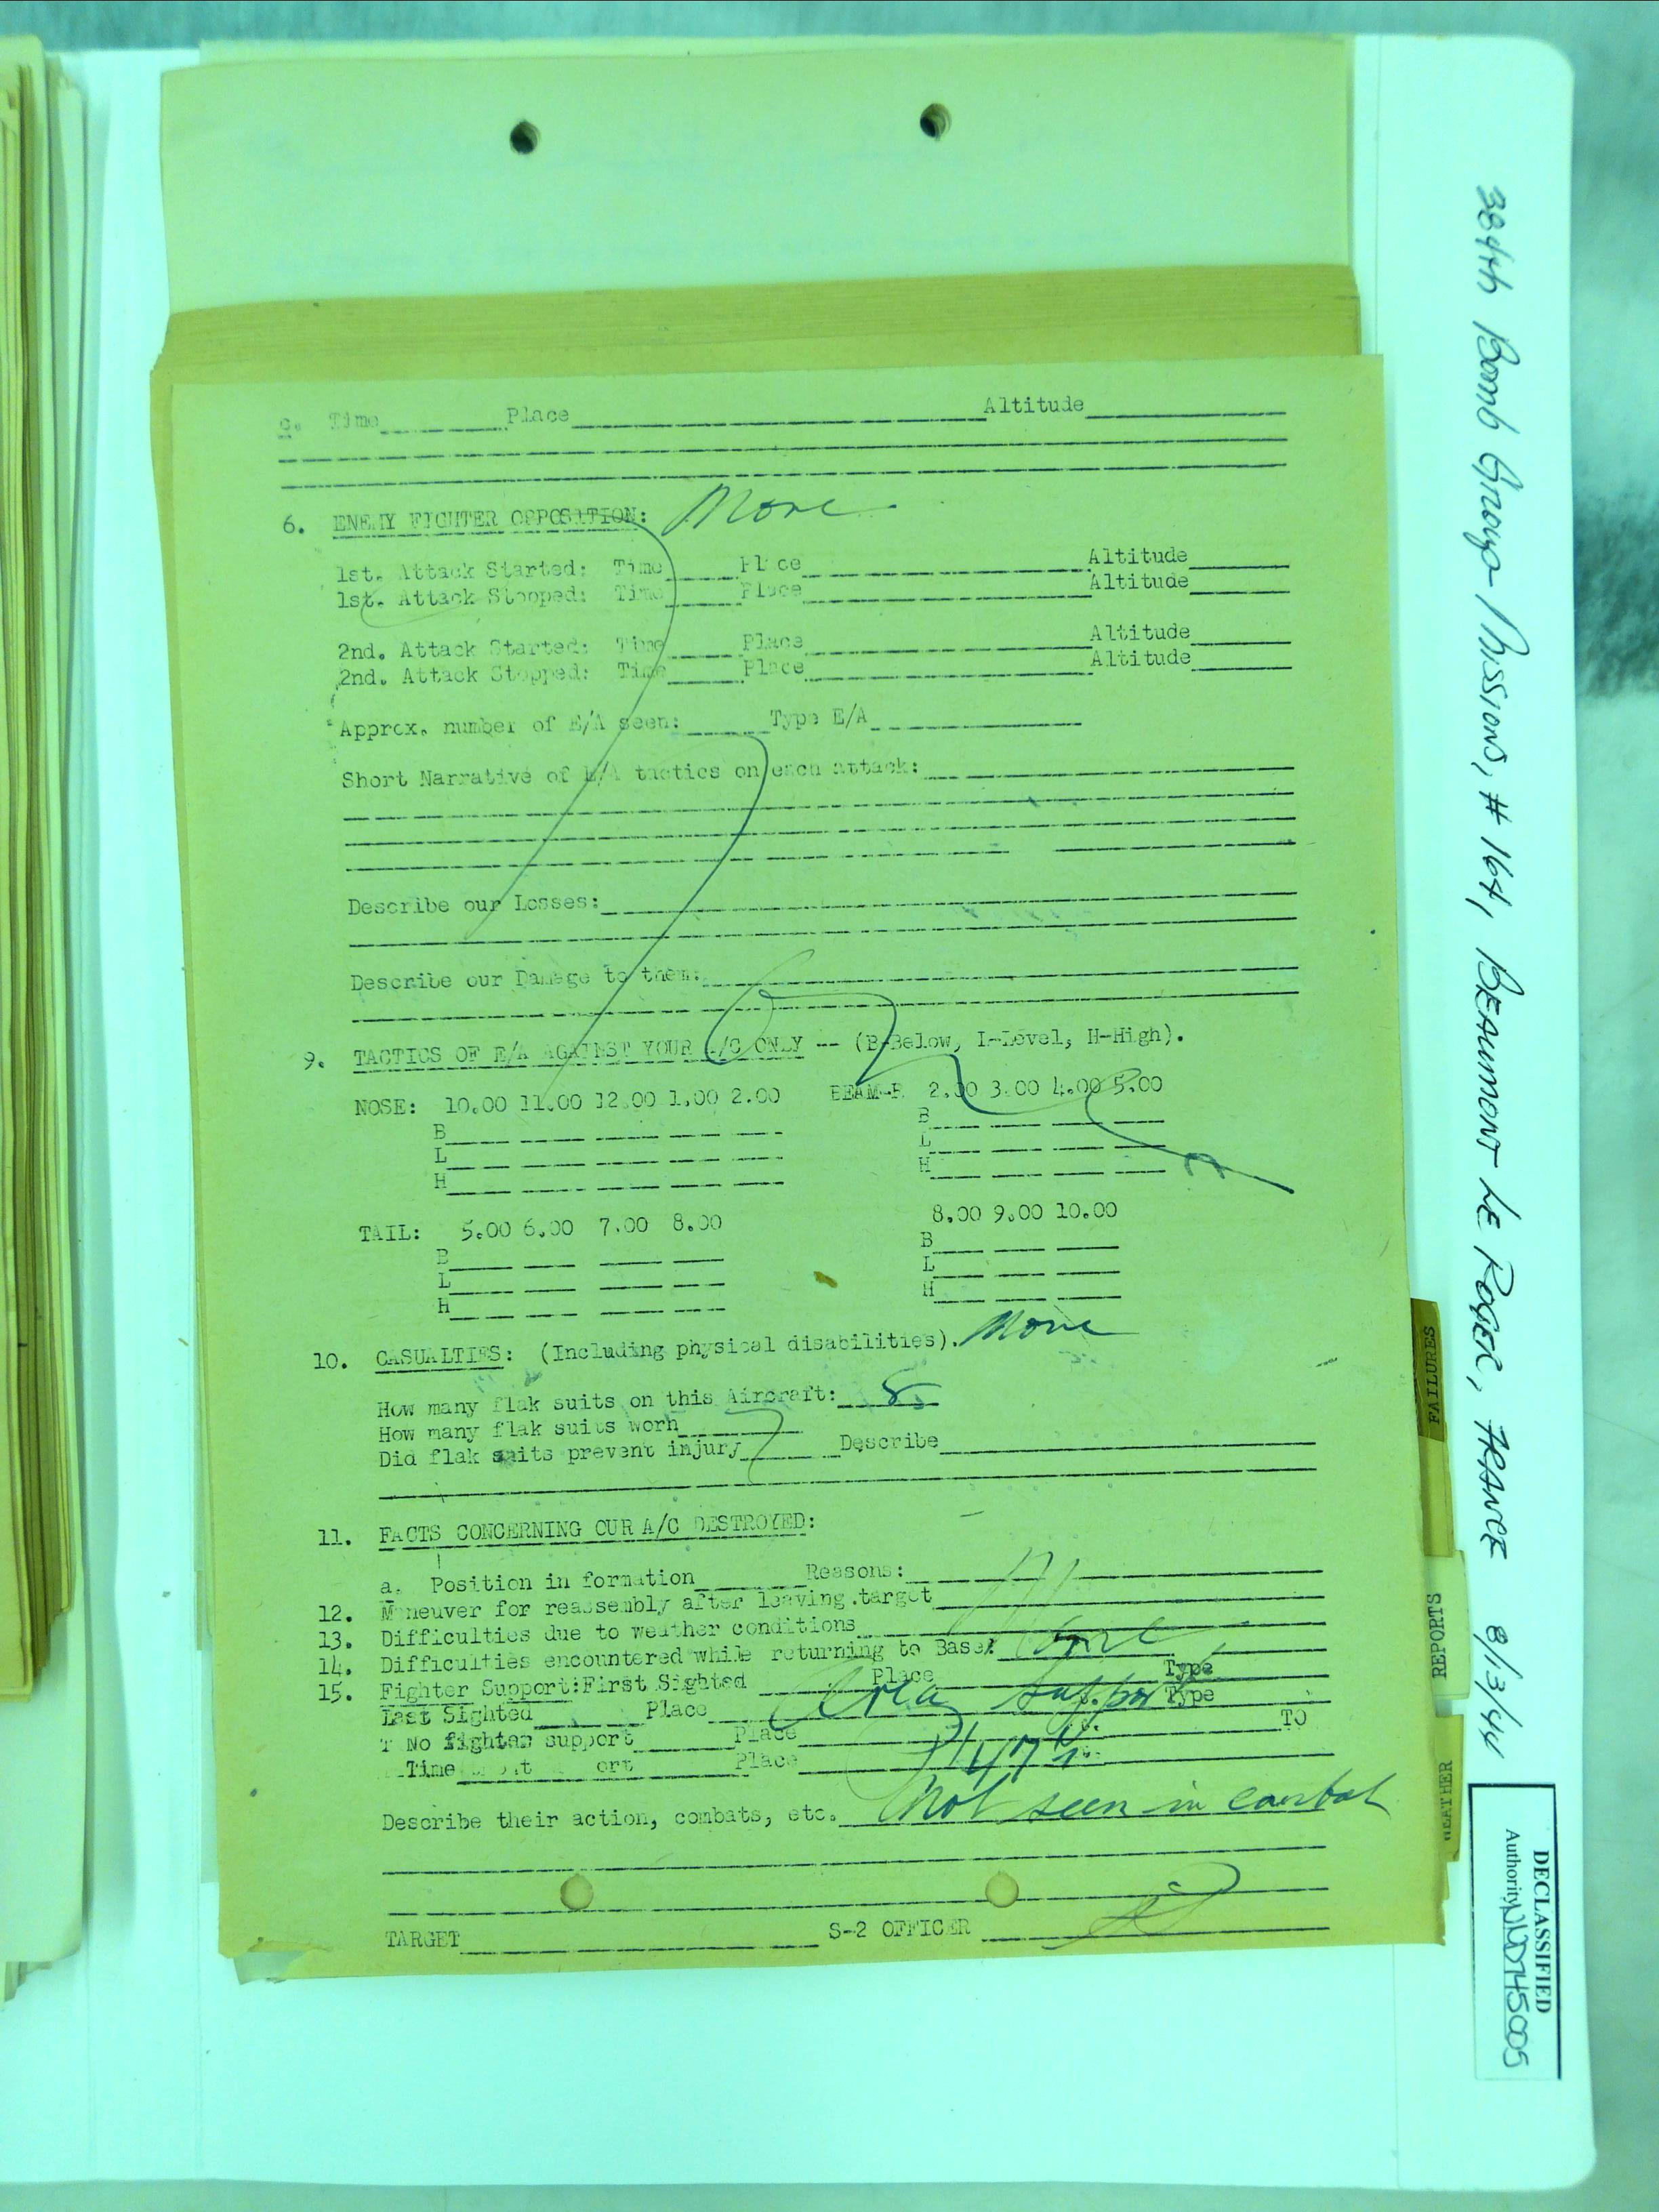 c. Time Place Altitude
6. ENEMY FIGHTER OPPOSITION: None
1st. Attack Started: Time Place Altitude
1st. Attack Stopped: Time Place Altitude
2nd. Attack Started: Time Place Altitude
2nd. Attack Stopped: Time Place Altitude
Approx. number of E/A seen: Type E/A
Short Narrative of E/A tactics on each attack:
Describe our Losses:
Describe our Damage to them:
9. TACTICS OF E/A AGAINST YOUR A/C ONLY -- (B-Below, L-Level, H-High).
NOSE: 10.00 11.00 12.00 1.00 2.00 BEAM-R 2.00 3.00 4.00 5.00
B B
L L
H H
TAIL: 5.00 6.00 7.00 8.00 8.00 9.00 10.00
B B
L L
H H
10. CASUALTIES: (Including physical disabilities). None
How many flak suits on this Aircraft: 8
How many flak suits worn
Did flak suits prevent injury Describe
11. FACTS CONCERNING OUR A/C DESTROYED:
a. Position in formation Reasons:
12. Maneuver for reassembly after leaving target
13. Difficulties due to weather conditions
14. Difficulties encountered while returning to Base:
15. Fighter Support: First Sighted Place Type
Last Sighted Place Area Support Type
No fighter support Place TO
Time Place
Describe their action, combats, etc. Not seen in combat
TARGET S-2 OFFICER
384th Bomb Group - Missions, # 164, BEAUMONT LE ROGER, FRANCE 8/13/44
FAILURES
REPORTS
WEATHER
DECLASSIFIED
Authority NND745005